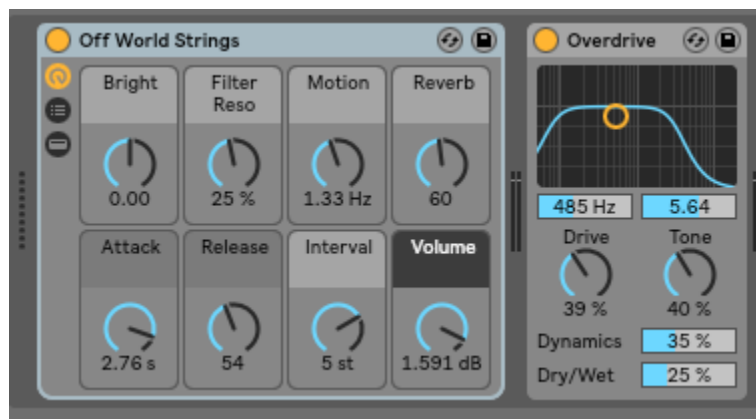 Off World Strings
Bright
Filter
Reso
Motion
Reverb
0.00
25 %
1.33 Hz
60
Attack
Release
Interval
Volume
2.76 s
54
5 st
1.591 dB
Overdrive
485 Hz
5.64
Drive
Tone
39 %
40 %
Dynamics
35 %
Dry/Wet
25 %